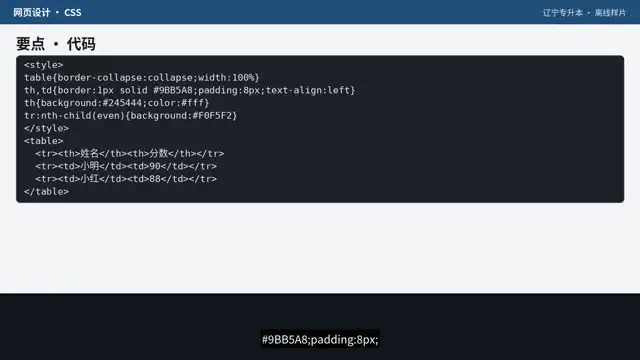 网页设计 • CSS
辽宁专升本 • 离线样片
要点 • 代码
<style>
table{border-collapse:collapse;width:100%}
th,td{border:1px solid #9BB5A8;padding:8px;text-align:left}
th{background:#245444;color:#fff}
tr:nth-child(even){background:#F0F5F2}
</style>
<table>
  <tr><th>姓名</th><th>分数</th></tr>
  <tr><td>小明</td><td>90</td></tr>
  <tr><td>小红</td><td>88</td></tr>
</table>
#9BB5A8;padding:8px;